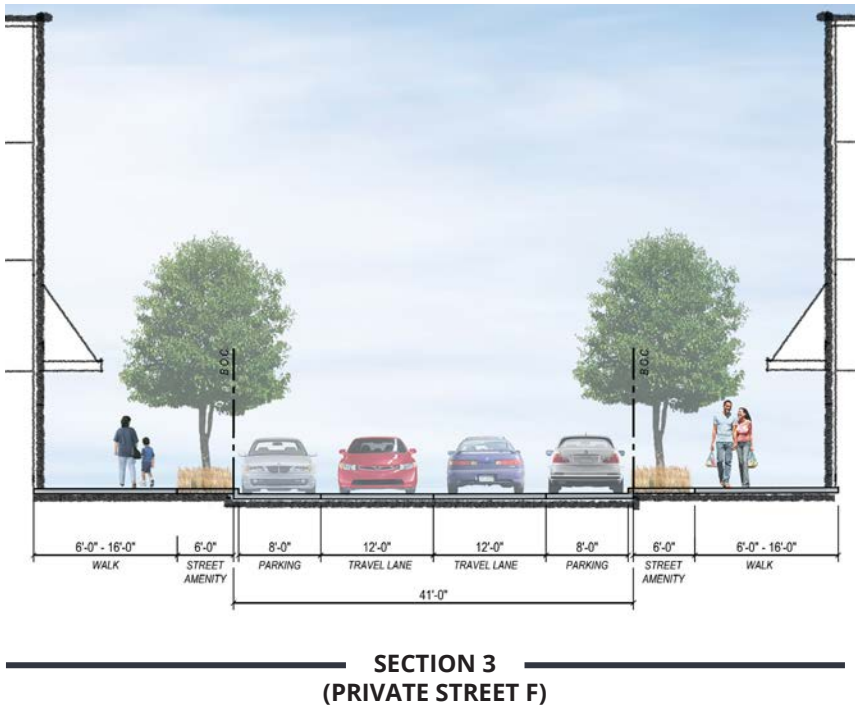 B.O.C.
B.O.C.
6'-0" - 16'-0" 6'-0" 8'-0" 12'-0" 12'-0" 8'-0" 6'-0" 6'-0" - 16'-0"
WALK STREET AMENITY PARKING TRAVEL LANE TRAVEL LANE PARKING STREET AMENITY WALK
41'-0"
SECTION 3
(PRIVATE STREET F)